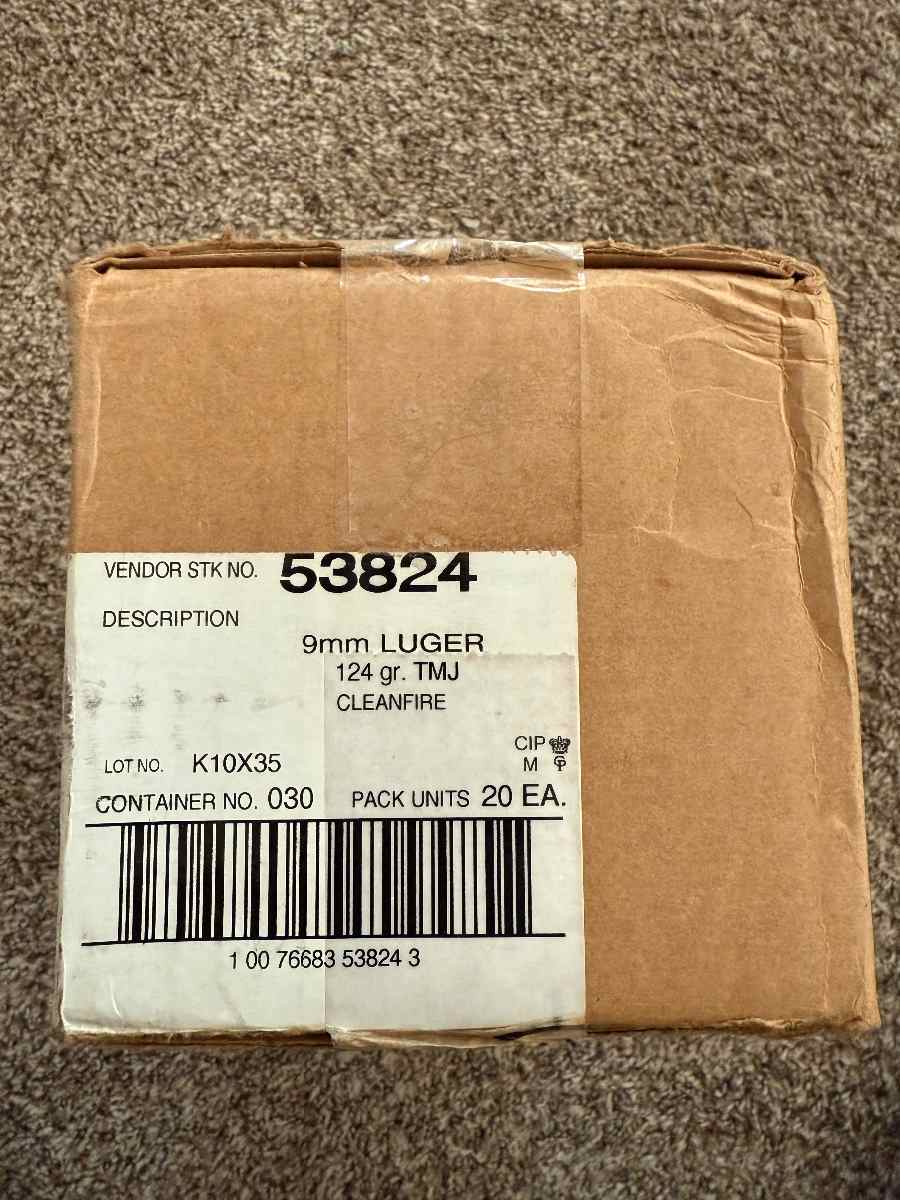 VENDOR STK NO. 53824
DESCRIPTION
9mm LUGER
124 gr. TMJ
CLEANFIRE
CIP
LOT NO. K10X35 M
CONTAINER NO. 030 PACK UNITS 20 EA.
1 00 76683 53824 3